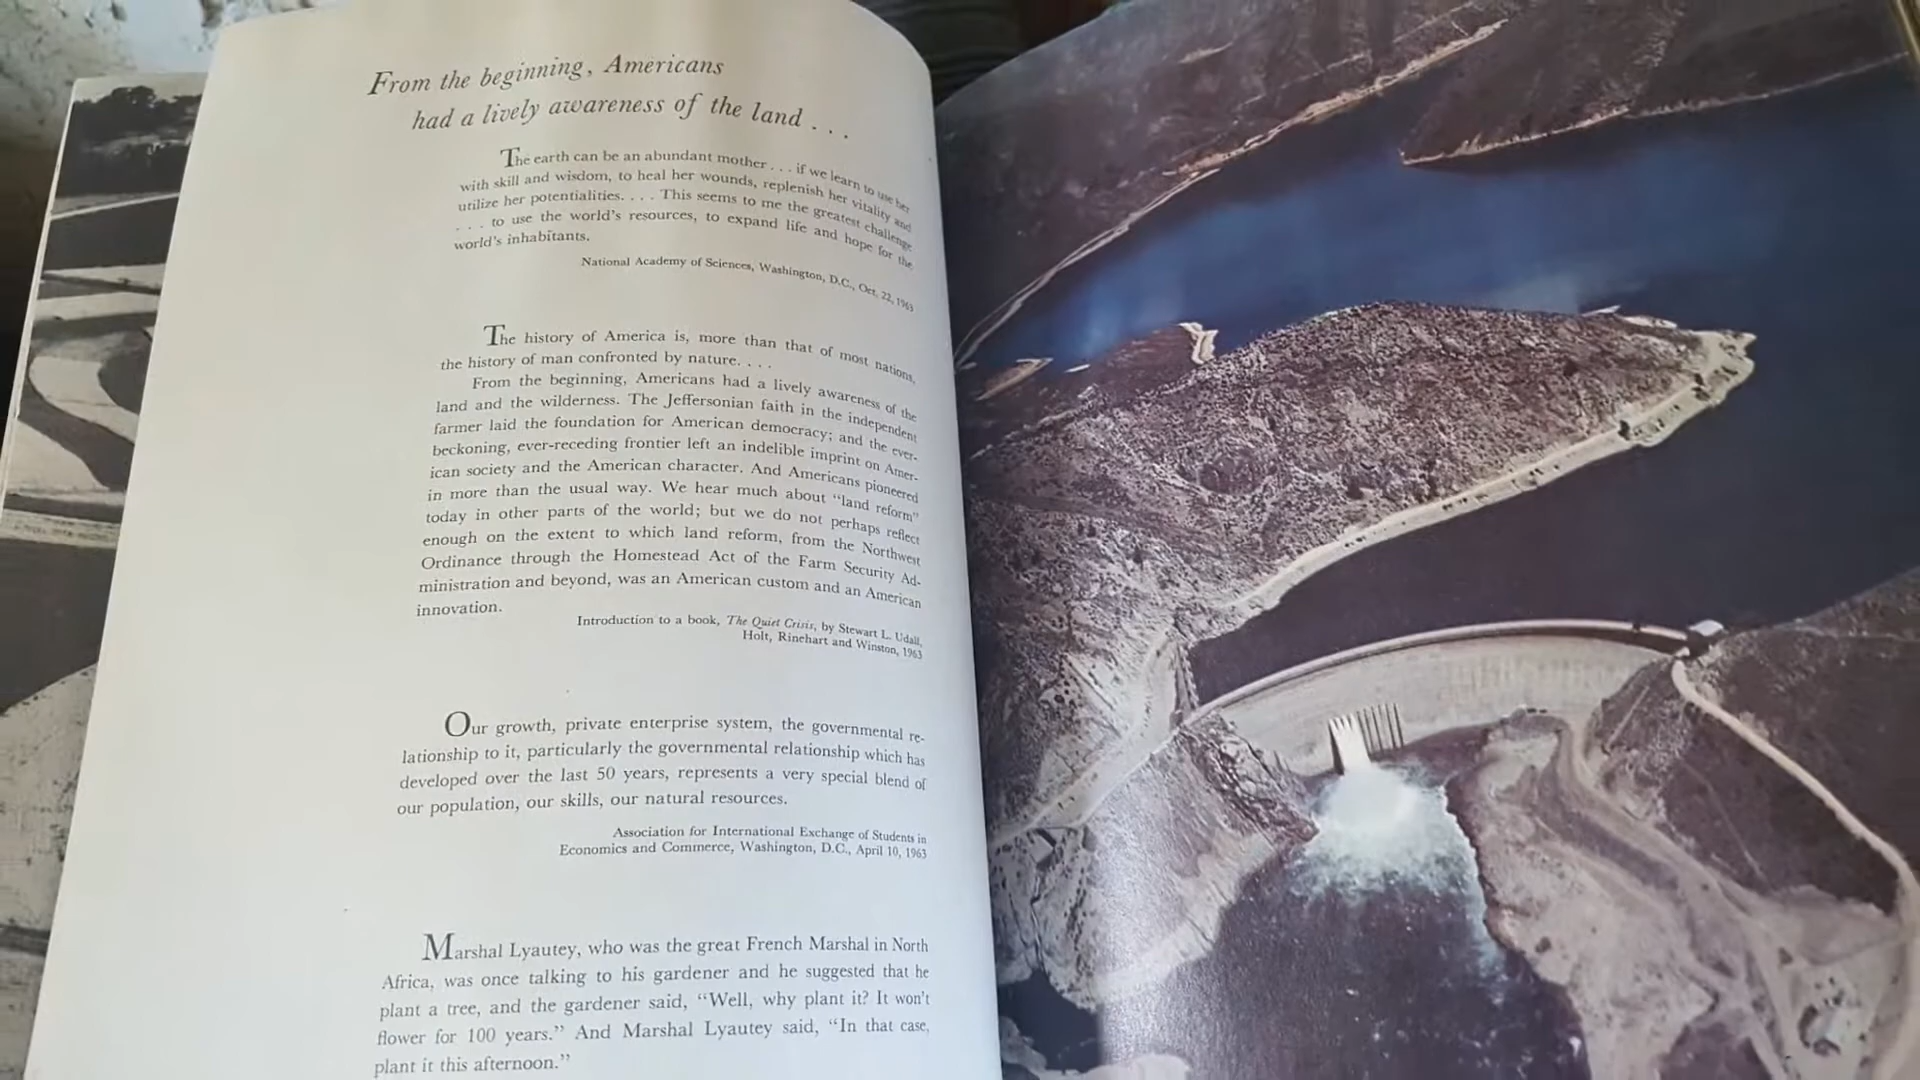 From the beginning, Americans
had a lively awareness of the land . . .
The earth can be an abundant mother . . . if we learn to use her
with skill and wisdom, to heal her wounds, replenish her vitality and
utilize her potentialities. . . . This seems to me the greatest challenge
. . . to use the world's resources, to expand life and hope for the
world's inhabitants.
National Academy of Sciences, Washington, D.C., Oct. 22, 1963
The history of America is, more than that of most nations,
the history of man confronted by nature. . . .
From the beginning, Americans had a lively awareness of the
land and the wilderness. The Jeffersonian faith in the independent
farmer laid the foundation for American democracy; and the ever-
beckoning, ever-receding frontier left an indelible imprint on Amer-
ican society and the American character. And Americans pioneered
in more than the usual way. We hear much about "land reform"
today in other parts of the world; but we do not perhaps reflect
enough on the extent to which land reform, from the Northwest
Ordinance through the Homestead Act of the Farm Security Ad-
ministration and beyond, was an American custom and an American
innovation.
Introduction to a book, The Quiet Crisis, by Stewart L. Udall,
Holt, Rinehart and Winston, 1963
Our growth, private enterprise system, the governmental re-
lationship to it, particularly the governmental relationship which has
developed over the last 50 years, represents a very special blend of
our population, our skills, our natural resources.
Association for International Exchange of Students in
Economics and Commerce, Washington, D.C., April 10, 1963
Marshal Lyautey, who was the great French Marshal in North
Africa, was once talking to his gardener and he suggested that he
plant a tree, and the gardener said, "Well, why plant it? It won't
flower for 100 years." And Marshal Lyautey said, "In that case,
plant it this afternoon."